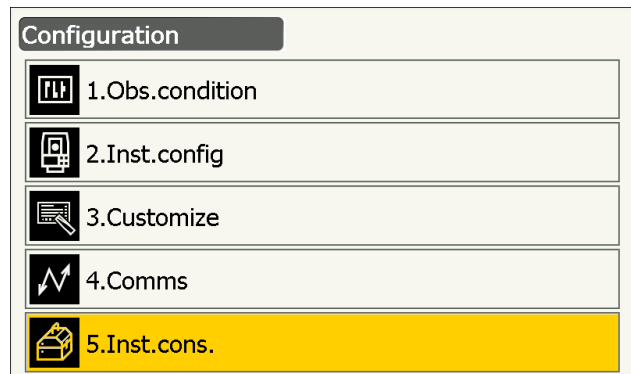 Configuration
1.Obs.condition
2.Inst.config
3.Customize
4.Comms
5.Inst.cons.